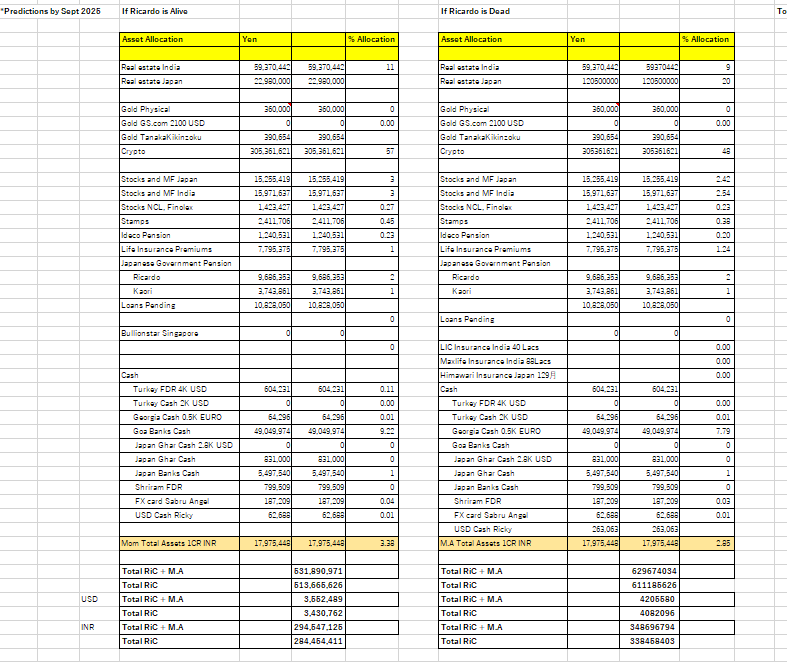 *Predictions by Sept 2025 If Ricardo is Alive If Ricardo is Dead To
Asset Allocation Yen % Allocation Asset Allocation Yen % Allocation
Real estate India 59,370,442 59,370,442 11 Real estate India 59,370,442 59370442 9
Real estate Japan 22,980,000 22,980,000 Real estate Japan 120500000 120500000 20
Gold Physical 360,000 360,000 0 Gold Physical 360,000 360,000 0
Gold GS.com 2100 USD 0 0 0.00 Gold GS.com 2100 USD 0 0 0.00
Gold TanakaKikinzoku 390,654 390,654 Gold TanakaKikinzoku 390,654 390,654
Crypto 305,361,621 305,361,621 57 Crypto 305361621 305361621 48
Stocks and MF Japan 15,255,419 15,255,419 3 Stocks and MF Japan 15,255,419 15,255,419 2.42
Stocks and MF India 15,971,637 15,971,637 3 Stocks and MF India 15,971,637 15,971,637 2.54
Stocks NCL, Finolex 1,423,427 1,423,427 0.27 Stocks NCL, Finolex 1,423,427 1,423,427 0.23
Stamps 2,411,706 2,411,706 0.45 Stamps 2,411,706 2,411,706 0.38
Ideco Pension 1,240,531 1,240,531 0.23 Ideco Pension 1,240,531 1,240,531 0.20
Life Insurance Premiums 7,795,375 7,795,375 1 Life Insurance Premiums 7,795,375 7,795,375 1.24
Japanese Government Pension Japanese Government Pension
Ricardo 9,686,353 9,686,353 2 Ricardo 9,686,353 9,686,353 2
Kaori 3,743,861 3,743,861 1 Kaori 3,743,861 3,743,861 1
Loans Pending 10,828,050 10,828,050 10,828,050 10,828,050
0 Loans Pending 0
Bullionstar Singapore 0 0 0 0
0 LIC Insurance India 40 Lacs 0.00
Maxlife Insurance India 88Lacs 0.00
Cash Himawari Insurance Japan 129月 0.00
Turkey FDR 4K USD 604,231 604,231 0.11 Cash 604,231 604,231 0
Turkey Cash 2K USD 0 0 0.00 Turkey FDR 4K USD 0 0 0.00
Georgia Cash 0.5K EURO 64,296 64,296 0.01 Turkey Cash 2K USD 64,296 64,296 0.01
Goa Banks Cash 49,049,974 49,049,974 9.22 Georgia Cash 0.5K EURO 49,049,974 49,049,974 7.79
Japan Ghar Cash 2.8K USD 0 0 0 Goa Banks Cash 0 0 0
Japan Ghar Cash 831,000 831,000 0 Japan Ghar Cash 2.8K USD 831,000 831,000 0
Japan Banks Cash 5,497,540 5,497,540 1 Japan Ghar Cash 5,497,540 5,497,540 1
Shriram FDR 799,509 799,509 0 Japan Banks Cash 799,509 799,509 0
FX card Sabru Angel 187,209 187,209 0.04 Shriram FDR 187,209 187,209 0.03
USD Cash Ricky 62,688 62,688 0.01 FX card Sabru Angel 62,688 62,688 0.01
USD Cash Ricky 263,063 263,063
Mom Total Assets 1CR INR 17,975,448 17,975,448 3.38 M.A Total Assets 1CR INR 17,975,448 17,975,448 2.85
Total RiC + M.A 531,890,971 Total RiC + M.A 629674034
Total RiC 513,665,626 Total RiC 611185626
USD Total RiC + M.A 3,552,489 Total RiC + M.A 4205580
Total RiC 3,430,762 Total RiC 4082096
INR Total RiC + M.A 294,547,125 Total RiC + M.A 348696794
Total RiC 284,454,411 Total RiC 338458403